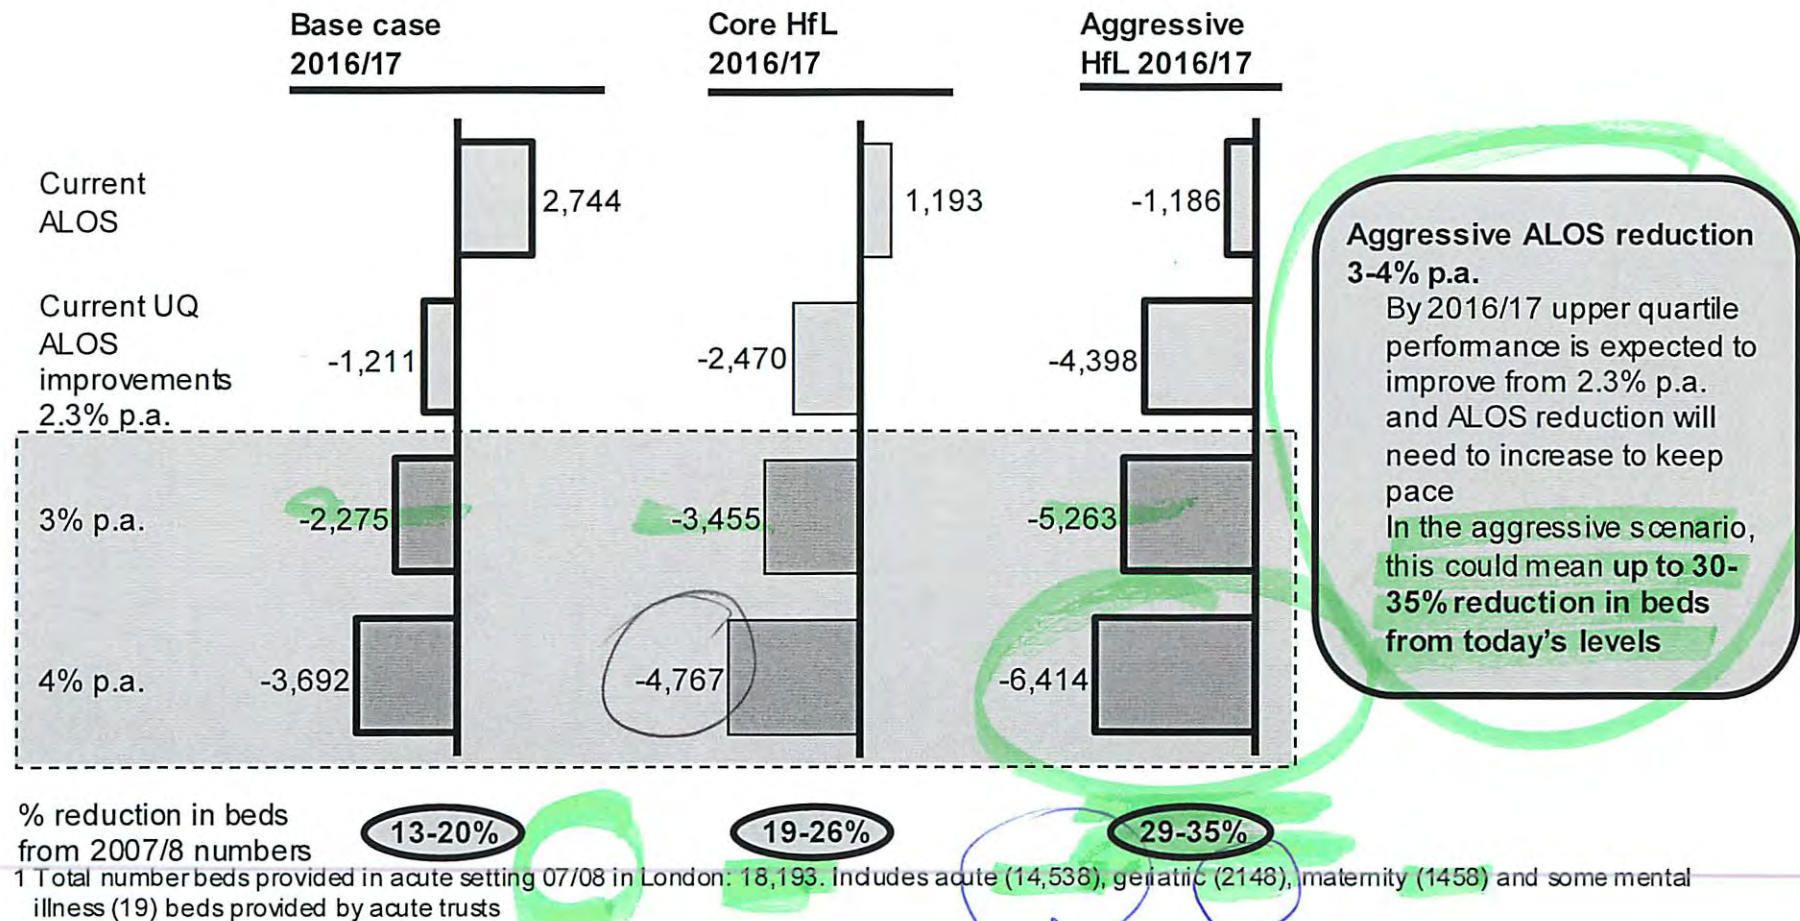 Base case
2016/17
Core HfL
2016/17
Aggressive
HfL 2016/17
Current
ALOS
2,744
1,193
-1,186
Current UQ
ALOS
improvements
2.3% p.a.
-1,211
-2,470
-4,398
3% p.a.
-2,275
-3,455
-5,263
4% p.a.
-3,692
-4,767
-6,414
Aggressive ALOS reduction
3-4% p.a.
By 2016/17 upper quartile
performance is expected to
improve from 2.3% p.a.
and ALOS reduction will
need to increase to keep
pace
In the aggressive scenario,
this could mean up to 30-
35% reduction in beds
from today's levels
% reduction in beds
from 2007/8 numbers
13-20%
19-26%
29-35%
1 Total number beds provided in acute setting 07/08 in London: 18,193. Includes acute (14,538), geriatric (2148), maternity (1458) and some mental
illness (19) beds provided by acute trusts